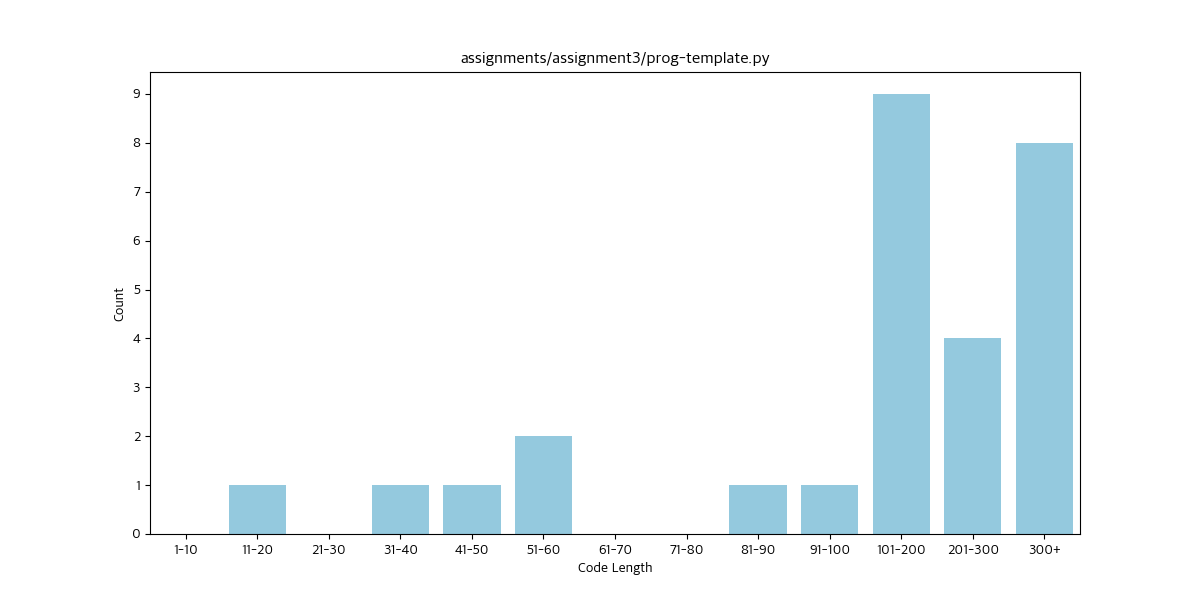 assignments/assignment3/prog-template.py
9
8
7
6
5
4
3
2
1
0
Count
1-10 11-20 21-30 31-40 41-50 51-60 61-70 71-80 81-90 91-100 101-200 201-300 300+
Code Length